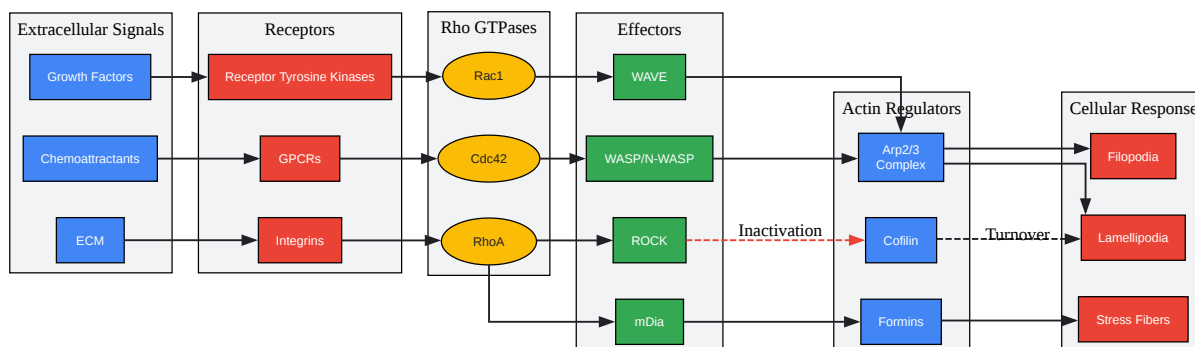 Extracellular Signals
Growth Factors
Chemoattractants
ECM
Receptors
Receptor Tyrosine Kinases
GPCRs
Integrins
Rho GTPases
Rac1
Cdc42
RhoA
Effectors
WAVE
WASP/N-WASP
ROCK
mDia
Inactivation
Actin Regulators
Arp2/3
Complex
Cofilin
Formins
Turnover
Cellular Response
Filopodia
Lamellipodia
Stress Fibers